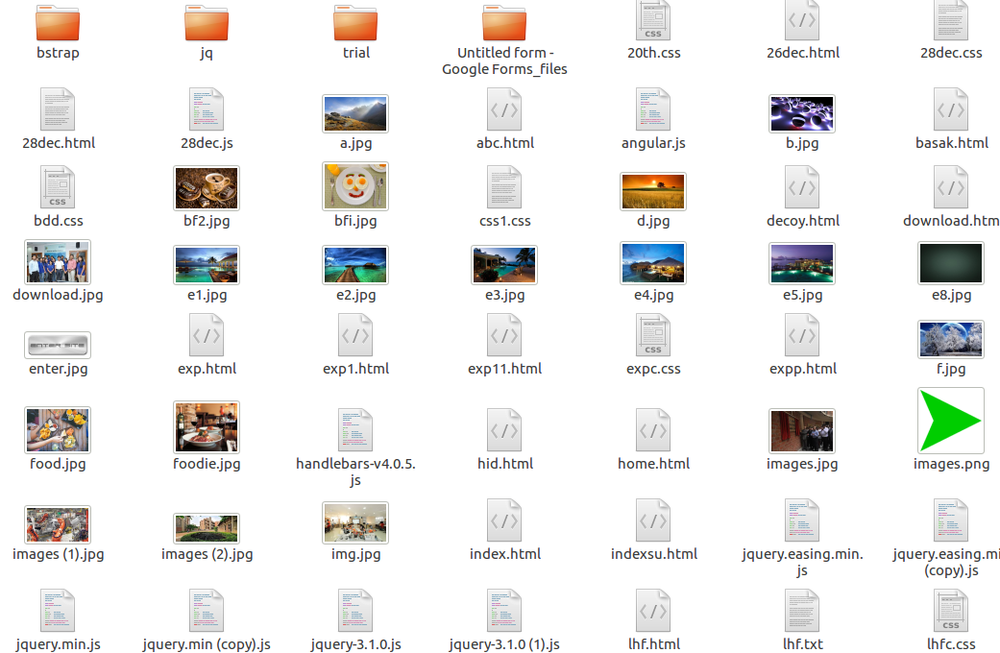 bstrap
jq
trial
Untitled form -
Google Forms_files
20th.css
26dec.html
28dec.css
28dec.html
28dec.js
a.jpg
abc.html
angular.js
b.jpg
basak.html
bdd.css
bf2.jpg
bfi.jpg
css1.css
d.jpg
decoy.html
download.htm
download.jpg
e1.jpg
e2.jpg
e3.jpg
e4.jpg
e5.jpg
e8.jpg
ENTER SITE
enter.jpg
exp.html
exp1.html
exp11.html
expc.css
expp.html
f.jpg
food.jpg
foodie.jpg
handlebars-v4.0.5.
js
hid.html
home.html
images.jpg
images.png
images (1).jpg
images (2).jpg
img.jpg
index.html
indexsu.html
jquery.easing.min.
js
jquery.easing.mi
(copy).js
jquery.min.js
jquery.min (copy).js
jquery-3.1.0.js
jquery-3.1.0 (1).js
lhf.html
lhf.txt
lhfc.css